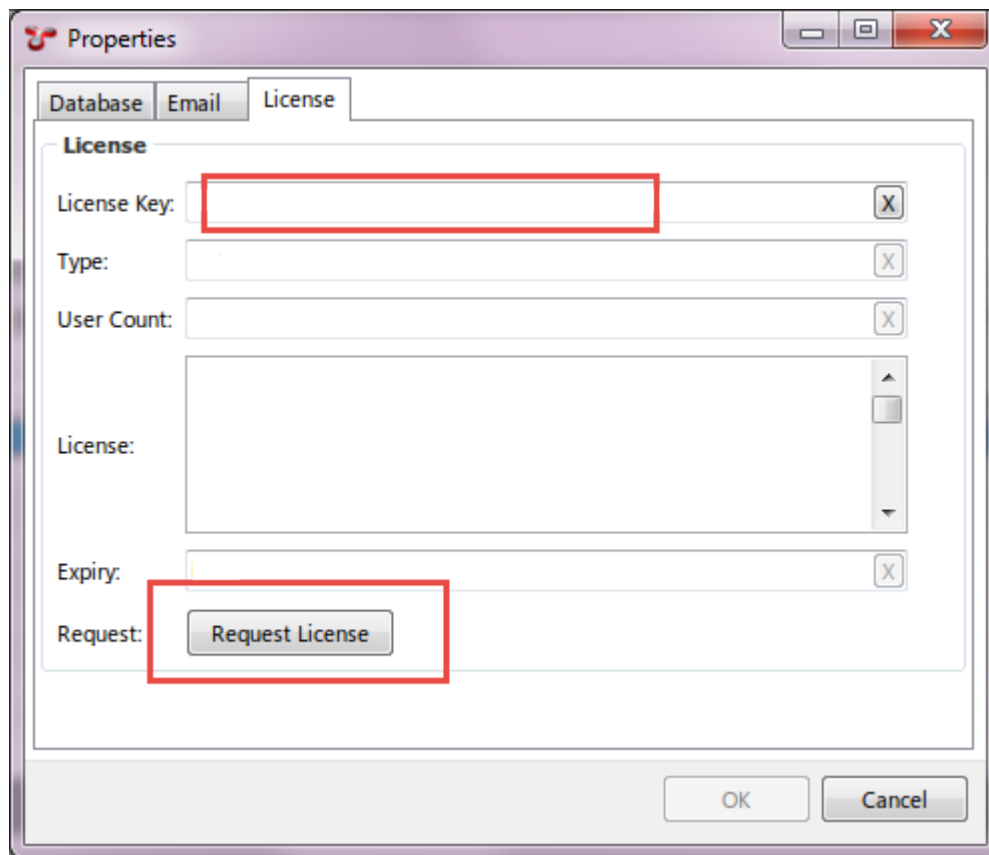 Properties
Database Email License
License
License Key: X
Type: X
User Count: X
License:
Expiry: X
Request: Request License
OK Cancel